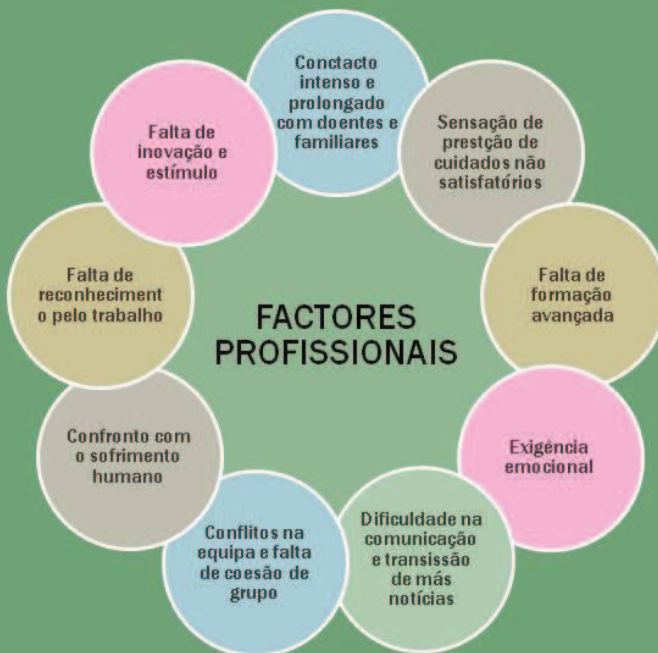 Conctacto
intenso e
prolongado
com doentes e
familiares
Sensação de
prestção de
cuidados não
satisfatórios
Falta de
formação
avançada
Exigência
emocional
Dificuldade na
comunicação
e transissão
de más
notícias
Conflitos na
equipa e falta
de coesão de
grupo
Confronto com
o sofrimento
humano
Falta de
reconheciment
o pelo trabalho
Falta de
inovação e
estímulo
FACTORES
PROFISSIONAIS